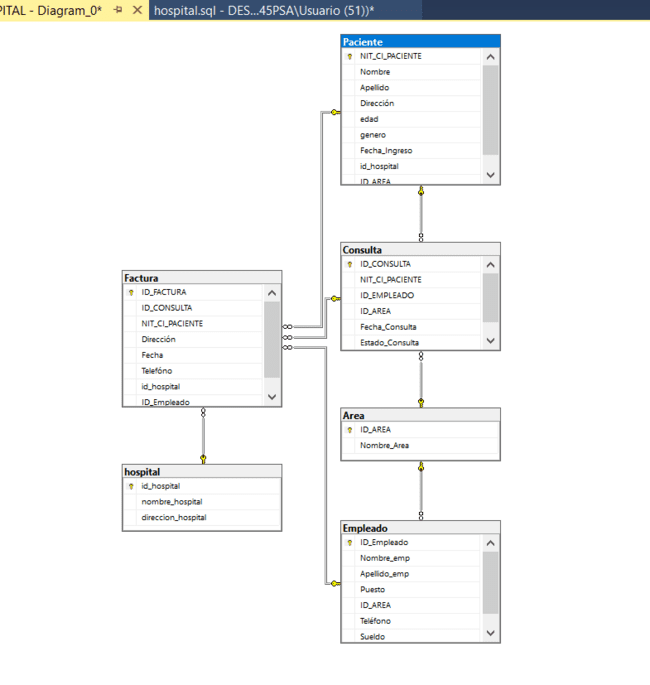 PITAL - Diagram_0*
hospital.sql - DES...45PSA\Usuario (51))*
Paciente
NIT_CI_PACIENTE
Nombre
Apellido
Dirección
edad
genero
Fecha_Ingreso
id_hospital
ID_AREA
Consulta
ID_CONSULTA
NIT_CI_PACIENTE
ID_EMPLEADO
ID_AREA
Fecha_Consulta
Estado_Consulta
Factura
ID_FACTURA
ID_CONSULTA
NIT_CI_PACIENTE
Dirección
Fecha
Telefóno
id_hospital
ID_Empleado
Area
ID_AREA
Nombre_Area
hospital
id_hospital
nombre_hospital
direccion_hospital
Empleado
ID_Empleado
Nombre_emp
Apellido_emp
Puesto
ID_AREA
Teléfono
Sueldo